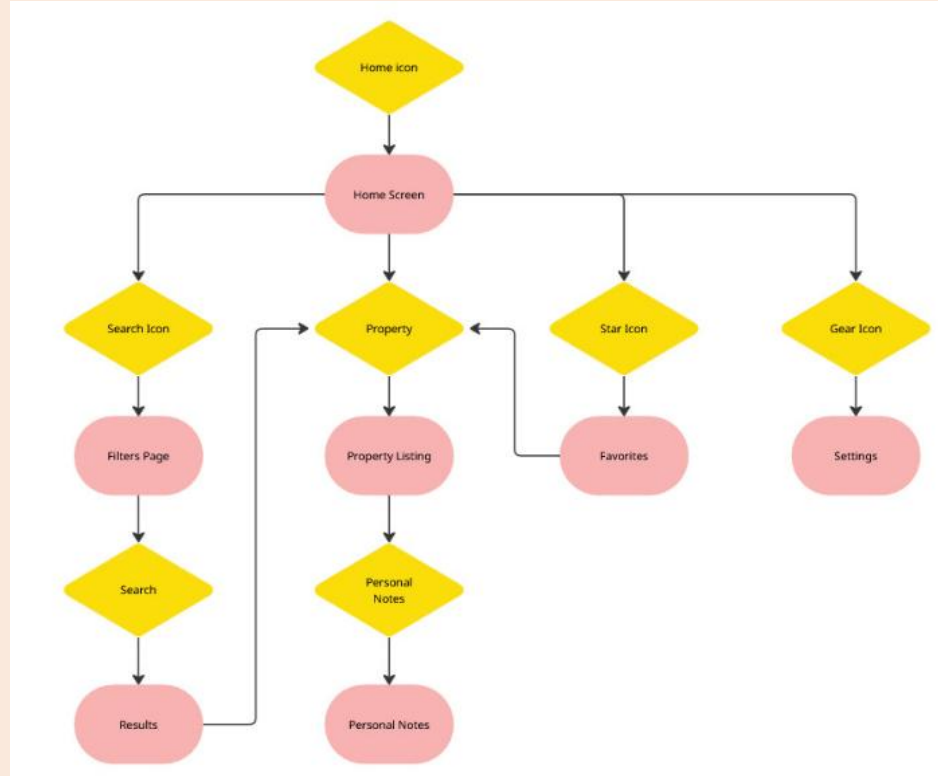 Home icon
Home Screen
Search Icon
Property
Star Icon
Gear Icon
Filters Page
Property Listing
Favorites
Settings
Search
Personal
Notes
Results
Personal Notes